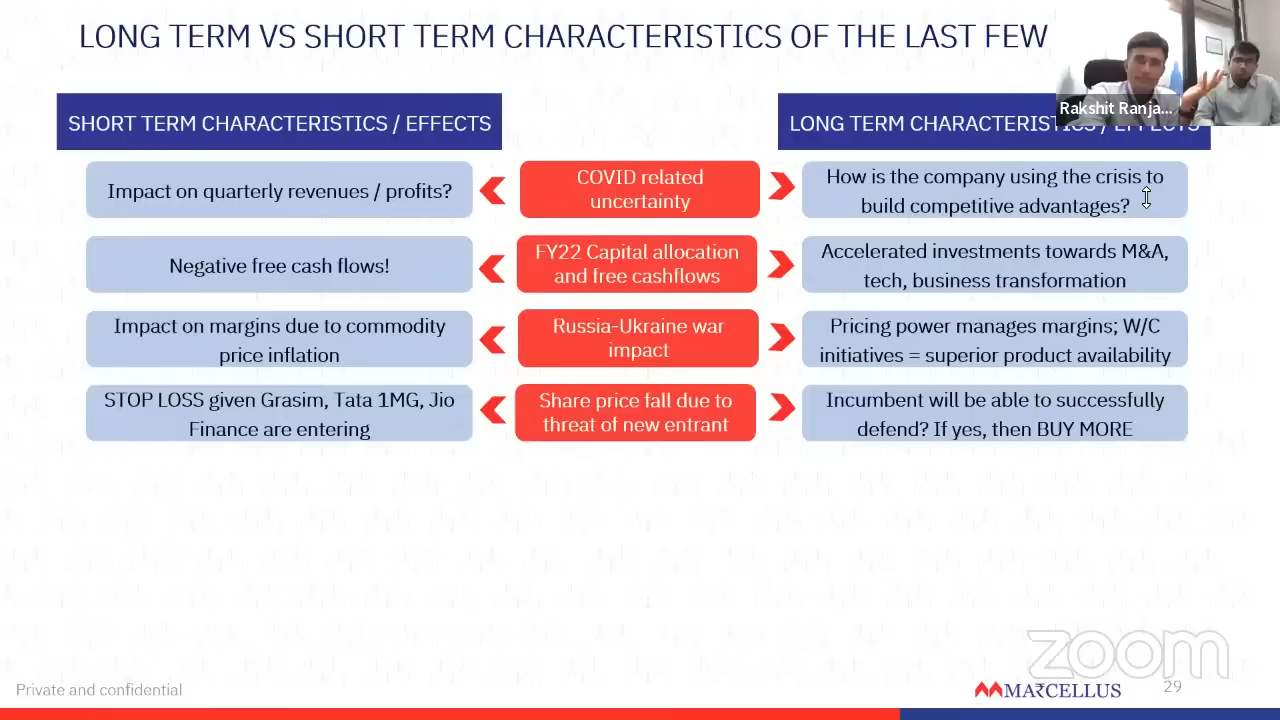 LONG TERM VS SHORT TERM CHARACTERISTICS OF THE LAST FEW
Rakshit Ranja...
SHORT TERM CHARACTERISTICS / EFFECTS
LONG TERM CHARACTERISTICS / EFFECTS
Impact on quarterly revenues / profits?
COVID related
uncertainty
How is the company using the crisis to
build competitive advantages?
Negative free cash flows!
FY22 Capital allocation
and free cashflows
Accelerated investments towards M&A,
tech, business transformation
Impact on margins due to commodity
price inflation
Russia-Ukraine war
impact
Pricing power manages margins; W/C
initiatives = superior product availability
STOP LOSS given Grasim, Tata 1MG, Jio
Finance are entering
Share price fall due to
threat of new entrant
Incumbent will be able to successfully
defend? If yes, then BUY MORE
zoom
Private and confidential
MARCELLUS
29